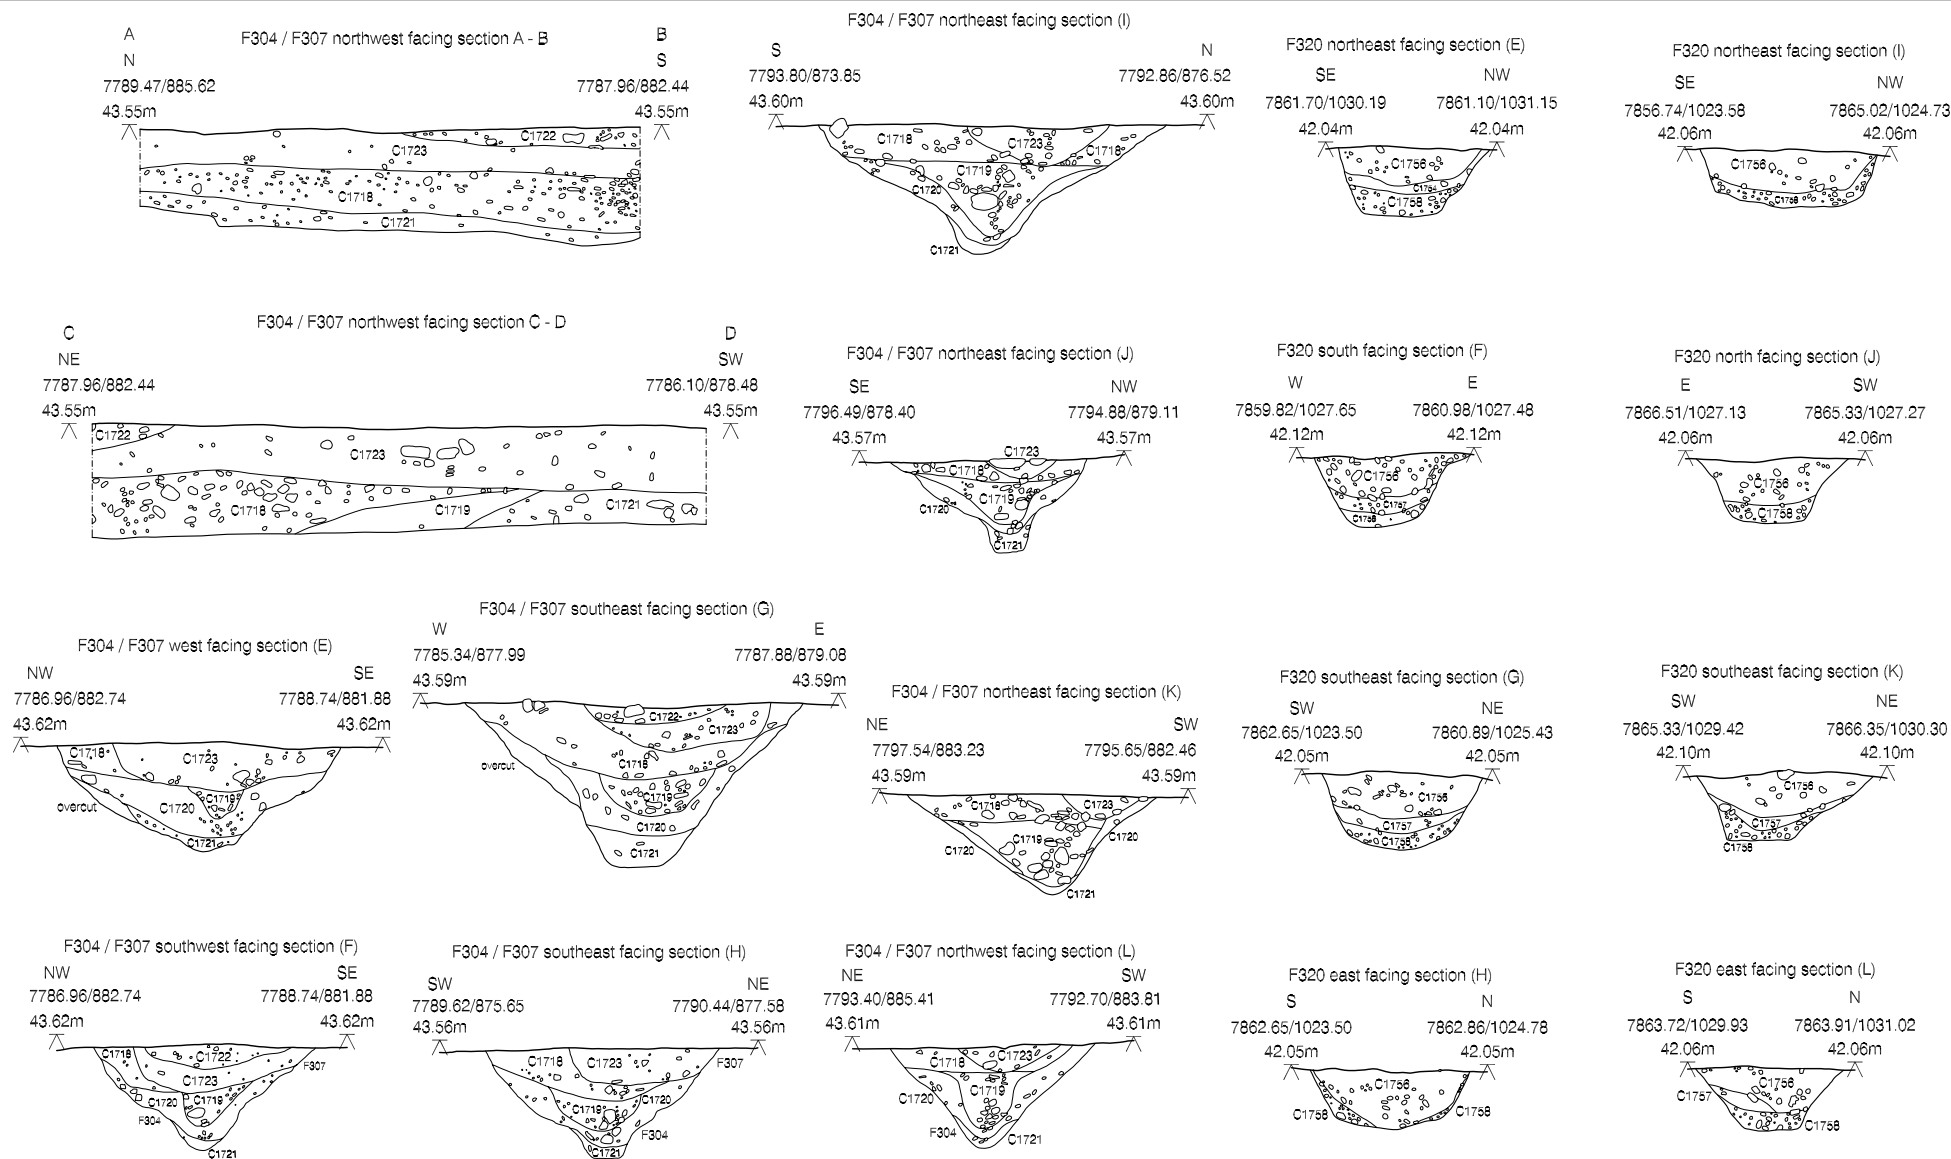 F304 / F307 northwest facing section A - B
A B
N S
7789.47/885.62 7787.96/882.44
43.55m 43.55m
C1722
C1723
C1718
C1721
F304 / F307 northeast facing section (I)
S N
7793.80/873.85 7792.86/876.52
43.60m 43.60m
C1718 C1723 C1718
C1719
C1720
C1721
F320 northeast facing section (E)
SE NW
7861.70/1030.19 7861.10/1031.15
42.04m 42.04m
C1756
C1758
F320 northeast facing section (I)
SE NW
7856.74/1023.58 7865.02/1024.73
42.06m 42.06m
C1756
C1758
F304 / F307 northwest facing section C - D
C D
NE SW
7787.96/882.44 7786.10/878.48
43.55m 43.55m
C1722
C1723
C1718 C1719 C1721
F304 / F307 northeast facing section (J)
SE NW
7796.49/878.40 7794.88/879.11
43.57m 43.57m
C1723
C1718
C1719
C1720
C1721
F320 south facing section (F)
W E
7859.82/1027.65 7860.98/1027.48
42.12m 42.12m
C1756
C1757
C1758
F320 north facing section (J)
E SW
7866.51/1027.13 7865.33/1027.27
42.06m 42.06m
C1756
C1758
F304 / F307 west facing section (E)
NW SE
7786.96/882.74 7788.74/881.88
43.62m 43.62m
C1718
C1723
C1719
C1720
overcut
C1721
F304 / F307 southeast facing section (G)
W E
7785.34/877.99 7787.88/879.08
43.59m 43.59m
C1722
C1723
C1718
overcut
C1719
C1720
C1721
F304 / F307 northeast facing section (K)
NE SW
7797.54/883.23 7795.65/882.46
43.59m 43.59m
C1718 C1723
C1719 C1720
C1720
C1721
F320 southeast facing section (G)
SW NE
7862.65/1023.50 7860.89/1025.43
42.05m 42.05m
C1756
C1757
C1758
F320 southeast facing section (K)
SW NE
7865.33/1029.42 7866.35/1030.30
42.10m 42.10m
C1756
C1757
C1758
F304 / F307 southwest facing section (F)
NW SE
7786.96/882.74 7788.74/881.88
43.62m 43.62m
C1718 C1722
F307
C1723
C1720 C1719
F304
C1721
F304 / F307 southeast facing section (H)
SW NE
7789.62/875.65 7790.44/877.58
43.56m 43.56m
C1718 C1723 F307
C1720
C1719
F304
C1721
F304 / F307 northwest facing section (L)
NE SW
7793.40/885.41 7792.70/883.81
43.61m 43.61m
C1718 C1723
C1719
C1720
F304 C1721
F320 east facing section (H)
S N
7862.65/1023.50 7862.86/1024.78
42.05m 42.05m
C1756
C1758 C1758
F320 east facing section (L)
S N
7863.72/1029.93 7863.91/1031.02
42.06m 42.06m
C1756
C1757
C1758